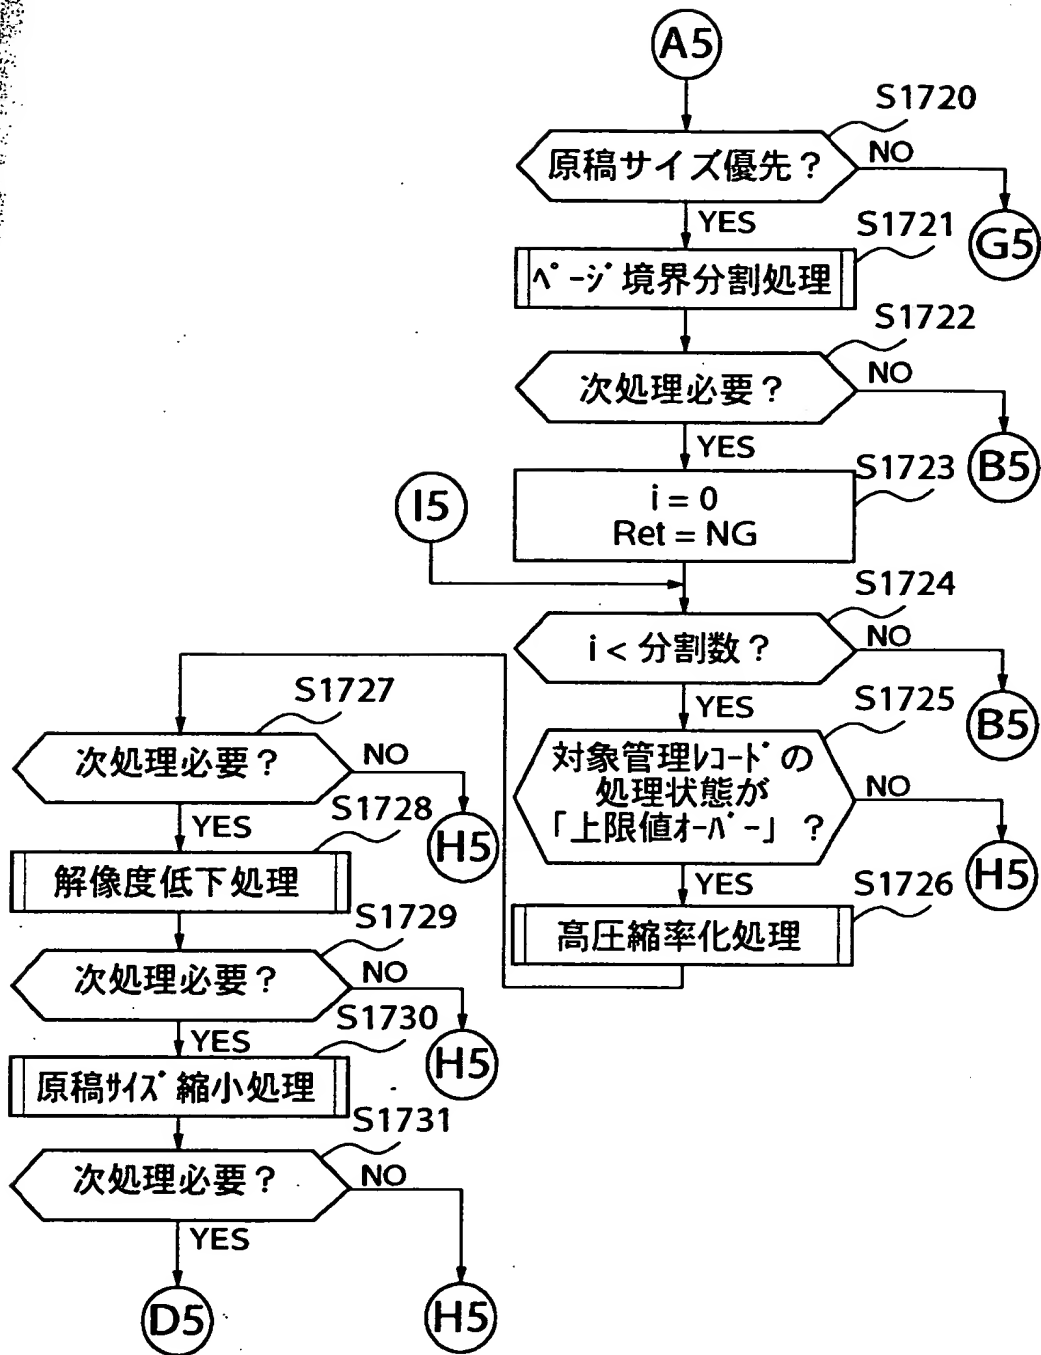 A5
S1720
原稿サイズ優先？
NO
G5
YES
S1721
ﾍﾟｰｼﾞ境界分割処理
S1722
次処理必要？
NO
B5
YES
S1723
i = 0
Ret = NG
I5
S1724
i < 分割数？
NO
B5
YES
S1725
対象管理ﾚｺｰﾄﾞの
処理状態が
「上限値ｵｰﾊﾞｰ」？
NO
H5
YES
S1726
高圧縮率化処理
S1727
次処理必要？
NO
H5
YES
S1728
解像度低下処理
S1729
次処理必要？
NO
H5
YES
S1730
原稿ｻｲｽﾞ縮小処理
S1731
次処理必要？
NO
H5
YES
D5